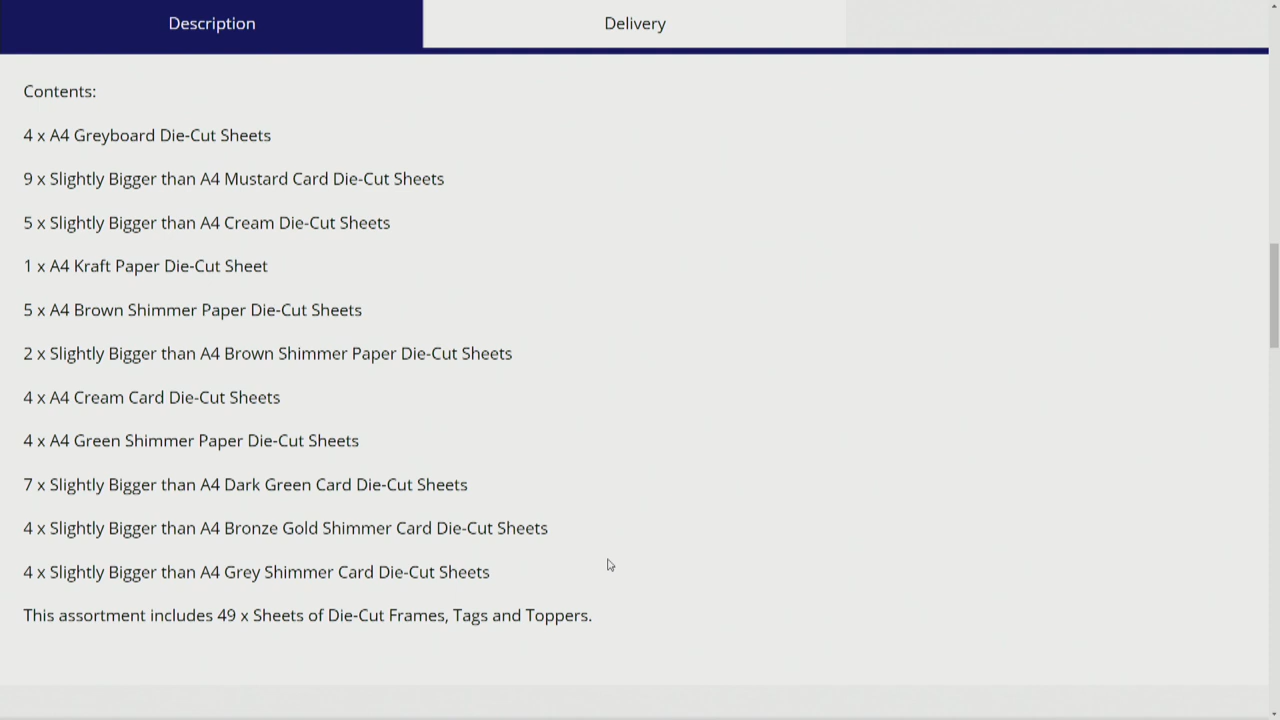 Description
Delivery
Contents:
4 x A4 Greyboard Die-Cut Sheets
9 x Slightly Bigger than A4 Mustard Card Die-Cut Sheets
5 x Slightly Bigger than A4 Cream Die-Cut Sheets
1 x A4 Kraft Paper Die-Cut Sheet
5 x A4 Brown Shimmer Paper Die-Cut Sheets
2 x Slightly Bigger than A4 Brown Shimmer Paper Die-Cut Sheets
4 x A4 Cream Card Die-Cut Sheets
4 x A4 Green Shimmer Paper Die-Cut Sheets
7 x Slightly Bigger than A4 Dark Green Card Die-Cut Sheets
4 x Slightly Bigger than A4 Bronze Gold Shimmer Card Die-Cut Sheets
4 x Slightly Bigger than A4 Grey Shimmer Card Die-Cut Sheets
This assortment includes 49 x Sheets of Die-Cut Frames, Tags and Toppers.